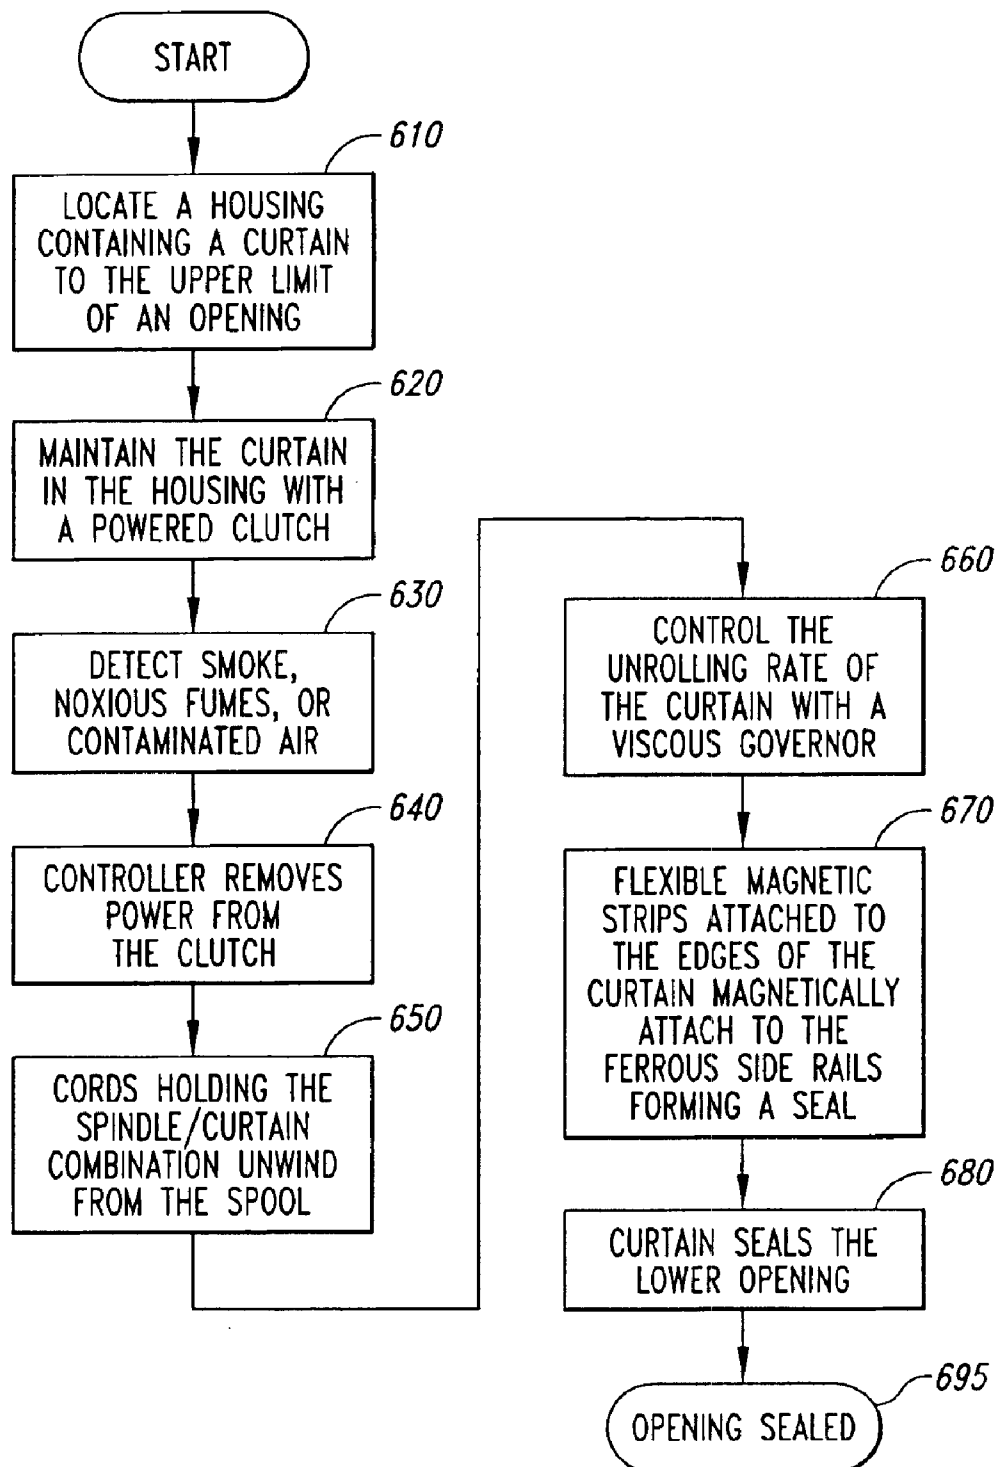 START
610
LOCATE A HOUSING
CONTAINING A CURTAIN
TO THE UPPER LIMIT
OF AN OPENING
620
MAINTAIN THE CURTAIN
IN THE HOUSING WITH
A POWERED CLUTCH
630
DETECT SMOKE,
NOXIOUS FUMES, OR
CONTAMINATED AIR
640
CONTROLLER REMOVES
POWER FROM
THE CLUTCH
650
CORDS HOLDING THE
SPINDLE/CURTAIN
COMBINATION UNWIND
FROM THE SPOOL
660
CONTROL THE
UNROLLING RATE OF
THE CURTAIN WITH A
VISCOUS GOVERNOR
670
FLEXIBLE MAGNETIC
STRIPS ATTACHED TO
THE EDGES OF THE
CURTAIN MAGNETICALLY
ATTACH TO THE
FERROUS SIDE RAILS
FORMING A SEAL
680
CURTAIN SEALS THE
LOWER OPENING
695
OPENING SEALED